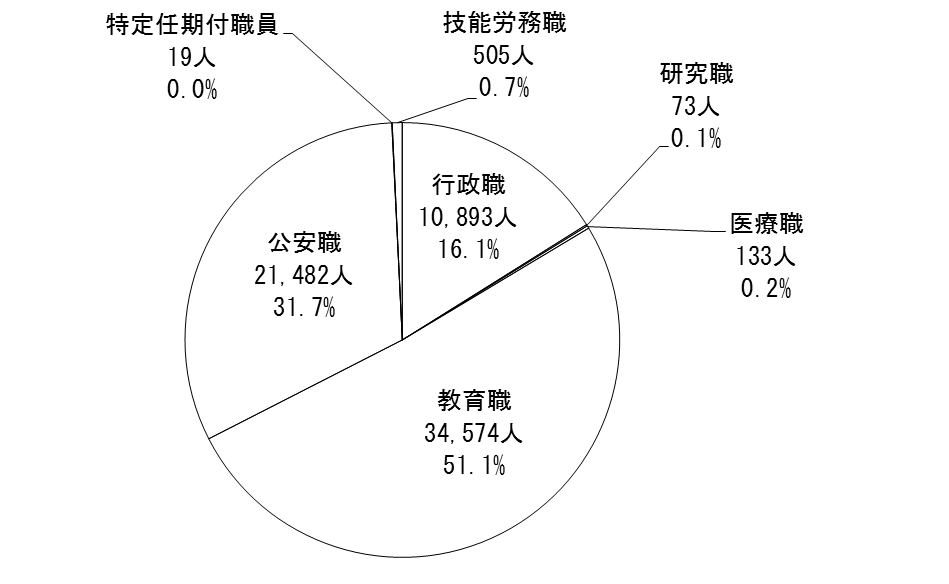 特定任期付職員
19人
0.0%
技能労務職
505人
0.7%
研究職
73人
0.1%
行政職
10,893人
16.1%
医療職
133人
0.2%
公安職
21,482人
31.7%
教育職
34,574人
51.1%